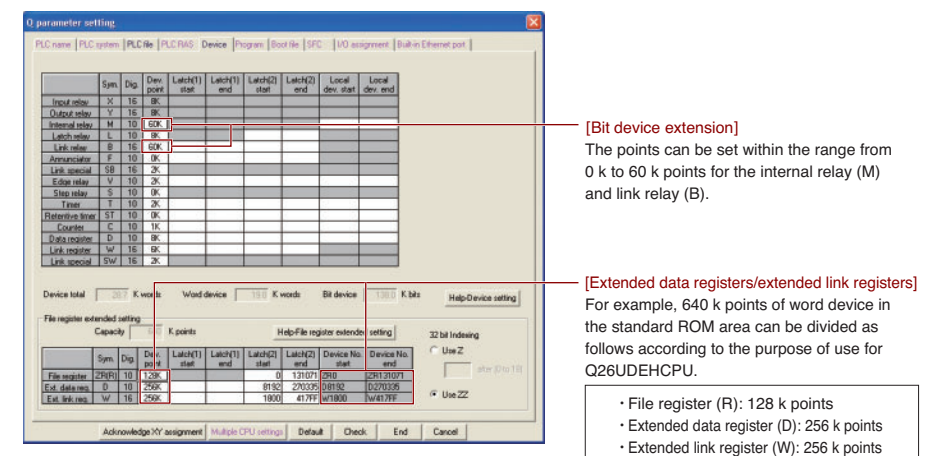 Q parameter setting
PLC name PLC system PLC file PLC RAS Device Program Boot file SFC I/O assignment Built-in Ethernet port
Sym. Dig. Dev. point Latch(1) start Latch(1) end Latch(2) start Latch(2) end Local dev. start Local dev. end
Input relay X 16 8K
Output relay Y 16 8K
Internal relay M 10 60K
Latch relay L 10 8K
Link relay B 16 60K
Annunciator F 10 0K
Link special SB 16 2K
Edge relay V 10 2K
Step relay S 10 0K
Timer T 10 0K
Retentive timer ST 10 0K
Counter C 10 1K
Data register D 10 8K
Link register W 16 6K
Link special SW 16 2K
Device total K words Word device 19.0 K words Bit device K bits Help-Device setting
File register extended setting
Capacity K points Help-File register extended setting
32 bit Indexing
Use Z
after (0 to 18)
Use ZZ
Sym. Dig. Dev. point Latch(1) start Latch(1) end Latch(2) start Latch(2) end Device No. start Device No. end
File register ZR(R) 10 128K 0 131071 ZR0 ZR131071
Ext. data reg. D 10 256K 8192 270335 D8192 D270335
Ext. link reg. W 16 256K 1800 417FF W1800 W417FF
Acknowledge XY assignment Multiple CPU settings Default Check End Cancel
[Bit device extension]
The points can be set within the range from
0 k to 60 k points for the internal relay (M)
and link relay (B).
[Extended data registers/extended link registers]
For example, 640 k points of word device in
the standard ROM area can be divided as
follows according to the purpose of use for
Q26UDEHCPU.
・File register (R): 128 k points
・Extended data register (D): 256 k points
・Extended link register (W): 256 k points